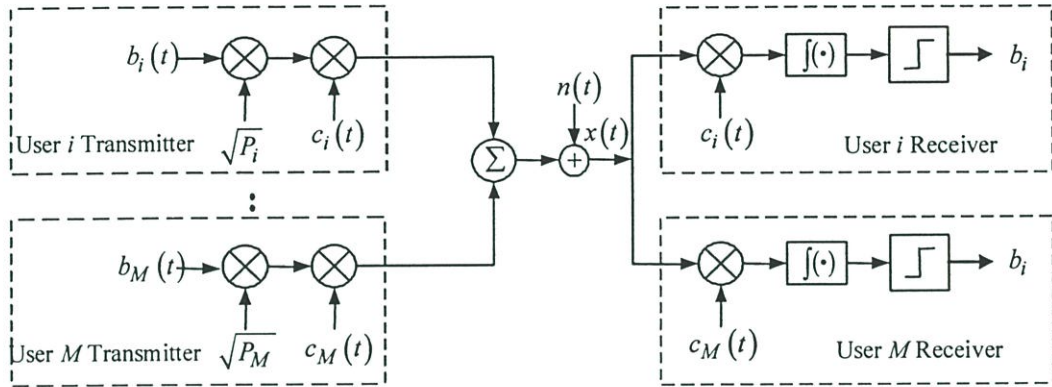 b_i(t)
√P_i
c_i(t)
User i Transmitter
b_M(t)
√P_M
c_M(t)
User M Transmitter
Σ
n(t)
+
x(t)
c_i(t)
∫(·)
b_i
User i Receiver
c_M(t)
∫(·)
b_i
User M Receiver